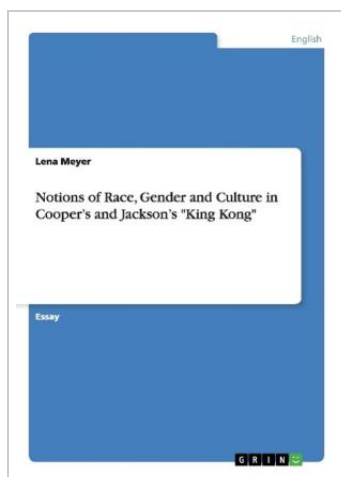 English
Lena Meyer
Notions of Race, Gender and Culture in
Cooper's and Jackson's "King Kong"
Essay
GRIN